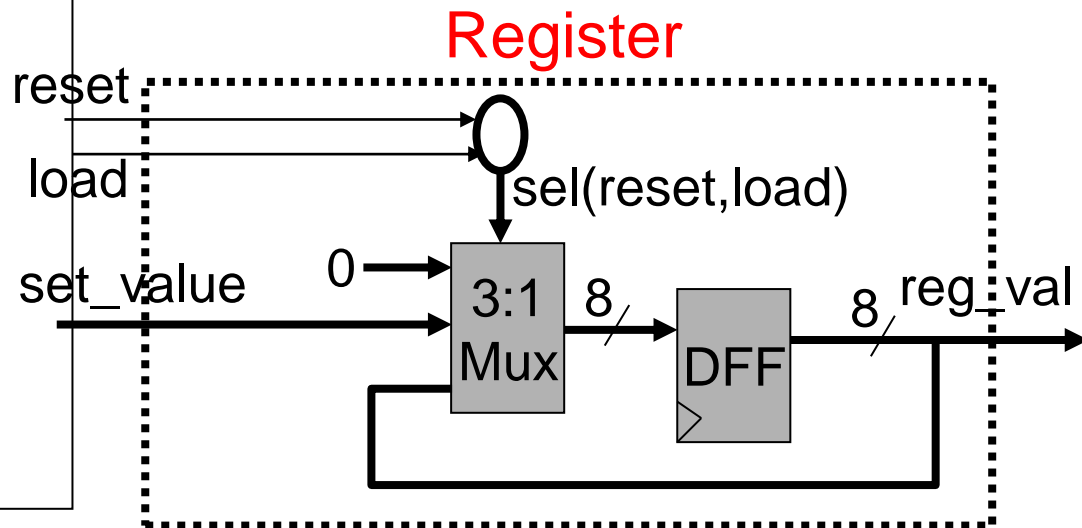 Register
reset
load
sel(reset,load)
set_value
0
3:1
Mux
8
DFF
8
reg_val